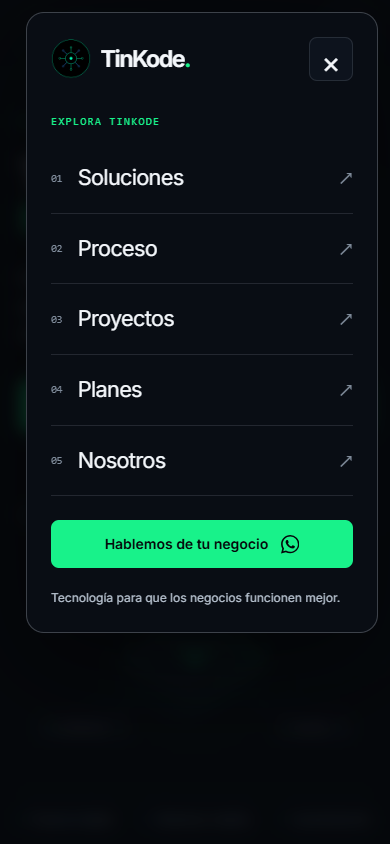 TinKode.
EXPLORA TINKODE
01 Soluciones
02 Proceso
03 Proyectos
04 Planes
05 Nosotros
Hablemos de tu negocio
Tecnología para que los negocios funcionen mejor.